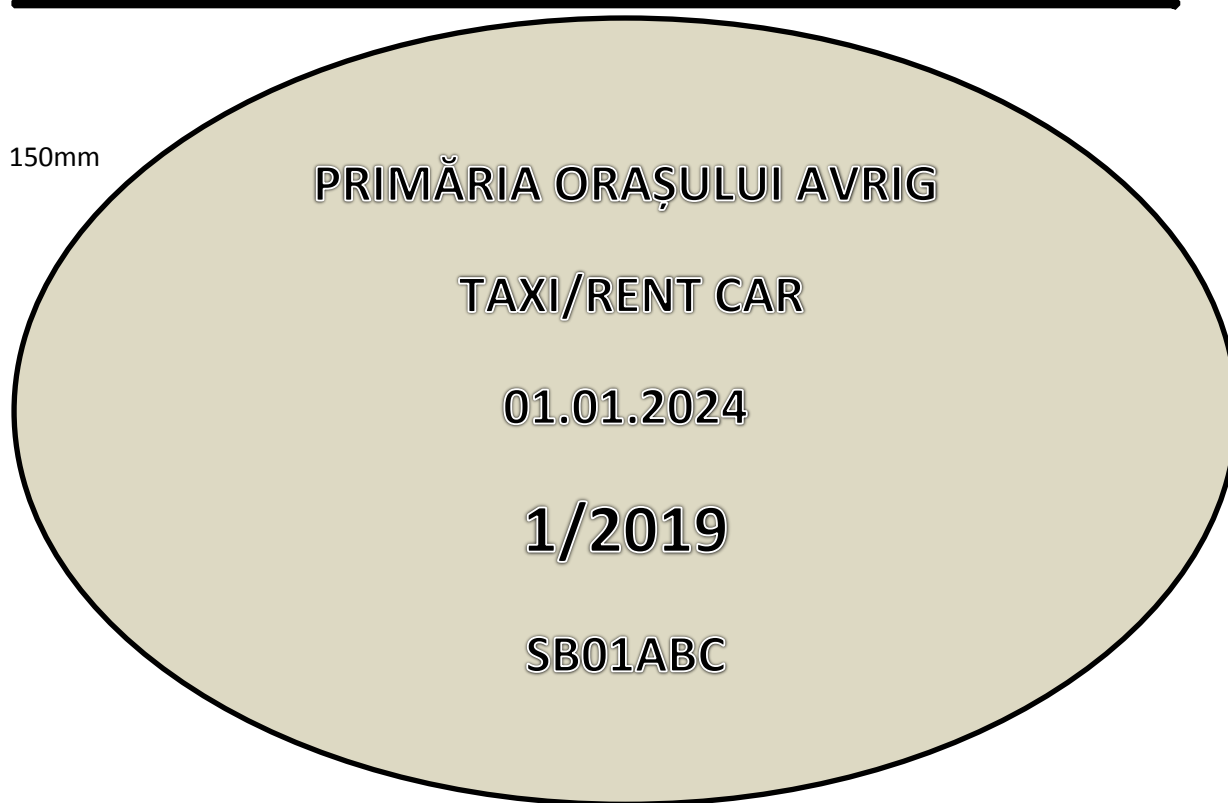 150mm
PRIMĂRIA ORAȘULUI AVRIG
TAXI/RENT CAR
01.01.2024
1/2019
SB01ABC